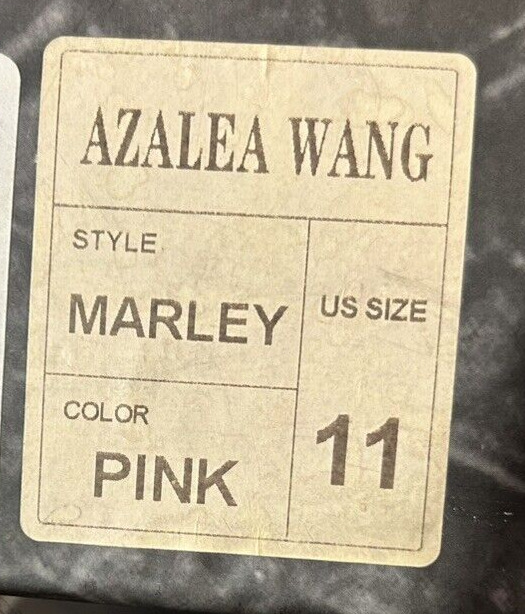 AZALEA WANG
STYLE
MARLEY
COLOR
PINK
US SIZE
11